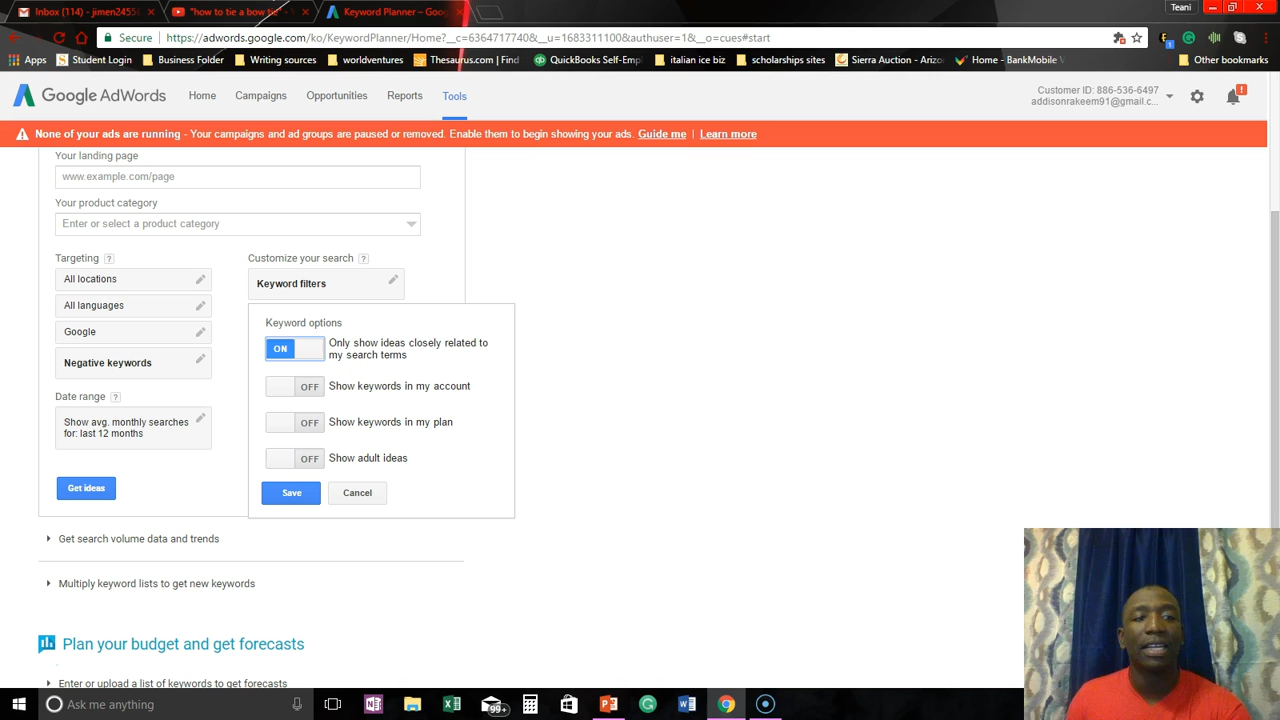 Inbox (114) - jimen2455
"how to tie a bow tie" -
Keyword Planner – Goo
Teani
Secure
https://adwords.google.com/ko/KeywordPlanner/Home?__c=6364717740&__u=1683311100&authuser=1&__o=cues#start
Apps
Student Login
Business Folder
Writing sources
worldventures
Thesaurus.com | Find
QuickBooks Self-Empl
italian ice biz
scholarships sites
Sierra Auction - Arizo
Home - BankMobile V
Other bookmarks
Google AdWords
Home
Campaigns
Opportunities
Reports
Tools
Customer ID: 886-536-6497
addisonrakeem91@gmail.c...
None of your ads are running - Your campaigns and ad groups are paused or removed. Enable them to begin showing your ads. Guide me | Learn more
Your landing page
www.example.com/page
Your product category
Enter or select a product category
Targeting ?
All locations
All languages
Google
Negative keywords
Date range ?
Show avg. monthly searches
for: last 12 months
Get ideas
Customize your search ?
Keyword filters
Keyword options
ON
Only show ideas closely related to
my search terms
OFF
Show keywords in my account
OFF
Show keywords in my plan
OFF
Show adult ideas
Save
Cancel
Get search volume data and trends
Multiply keyword lists to get new keywords
Plan your budget and get forecasts
Enter or upload a list of keywords to get forecasts
Ask me anything
99+